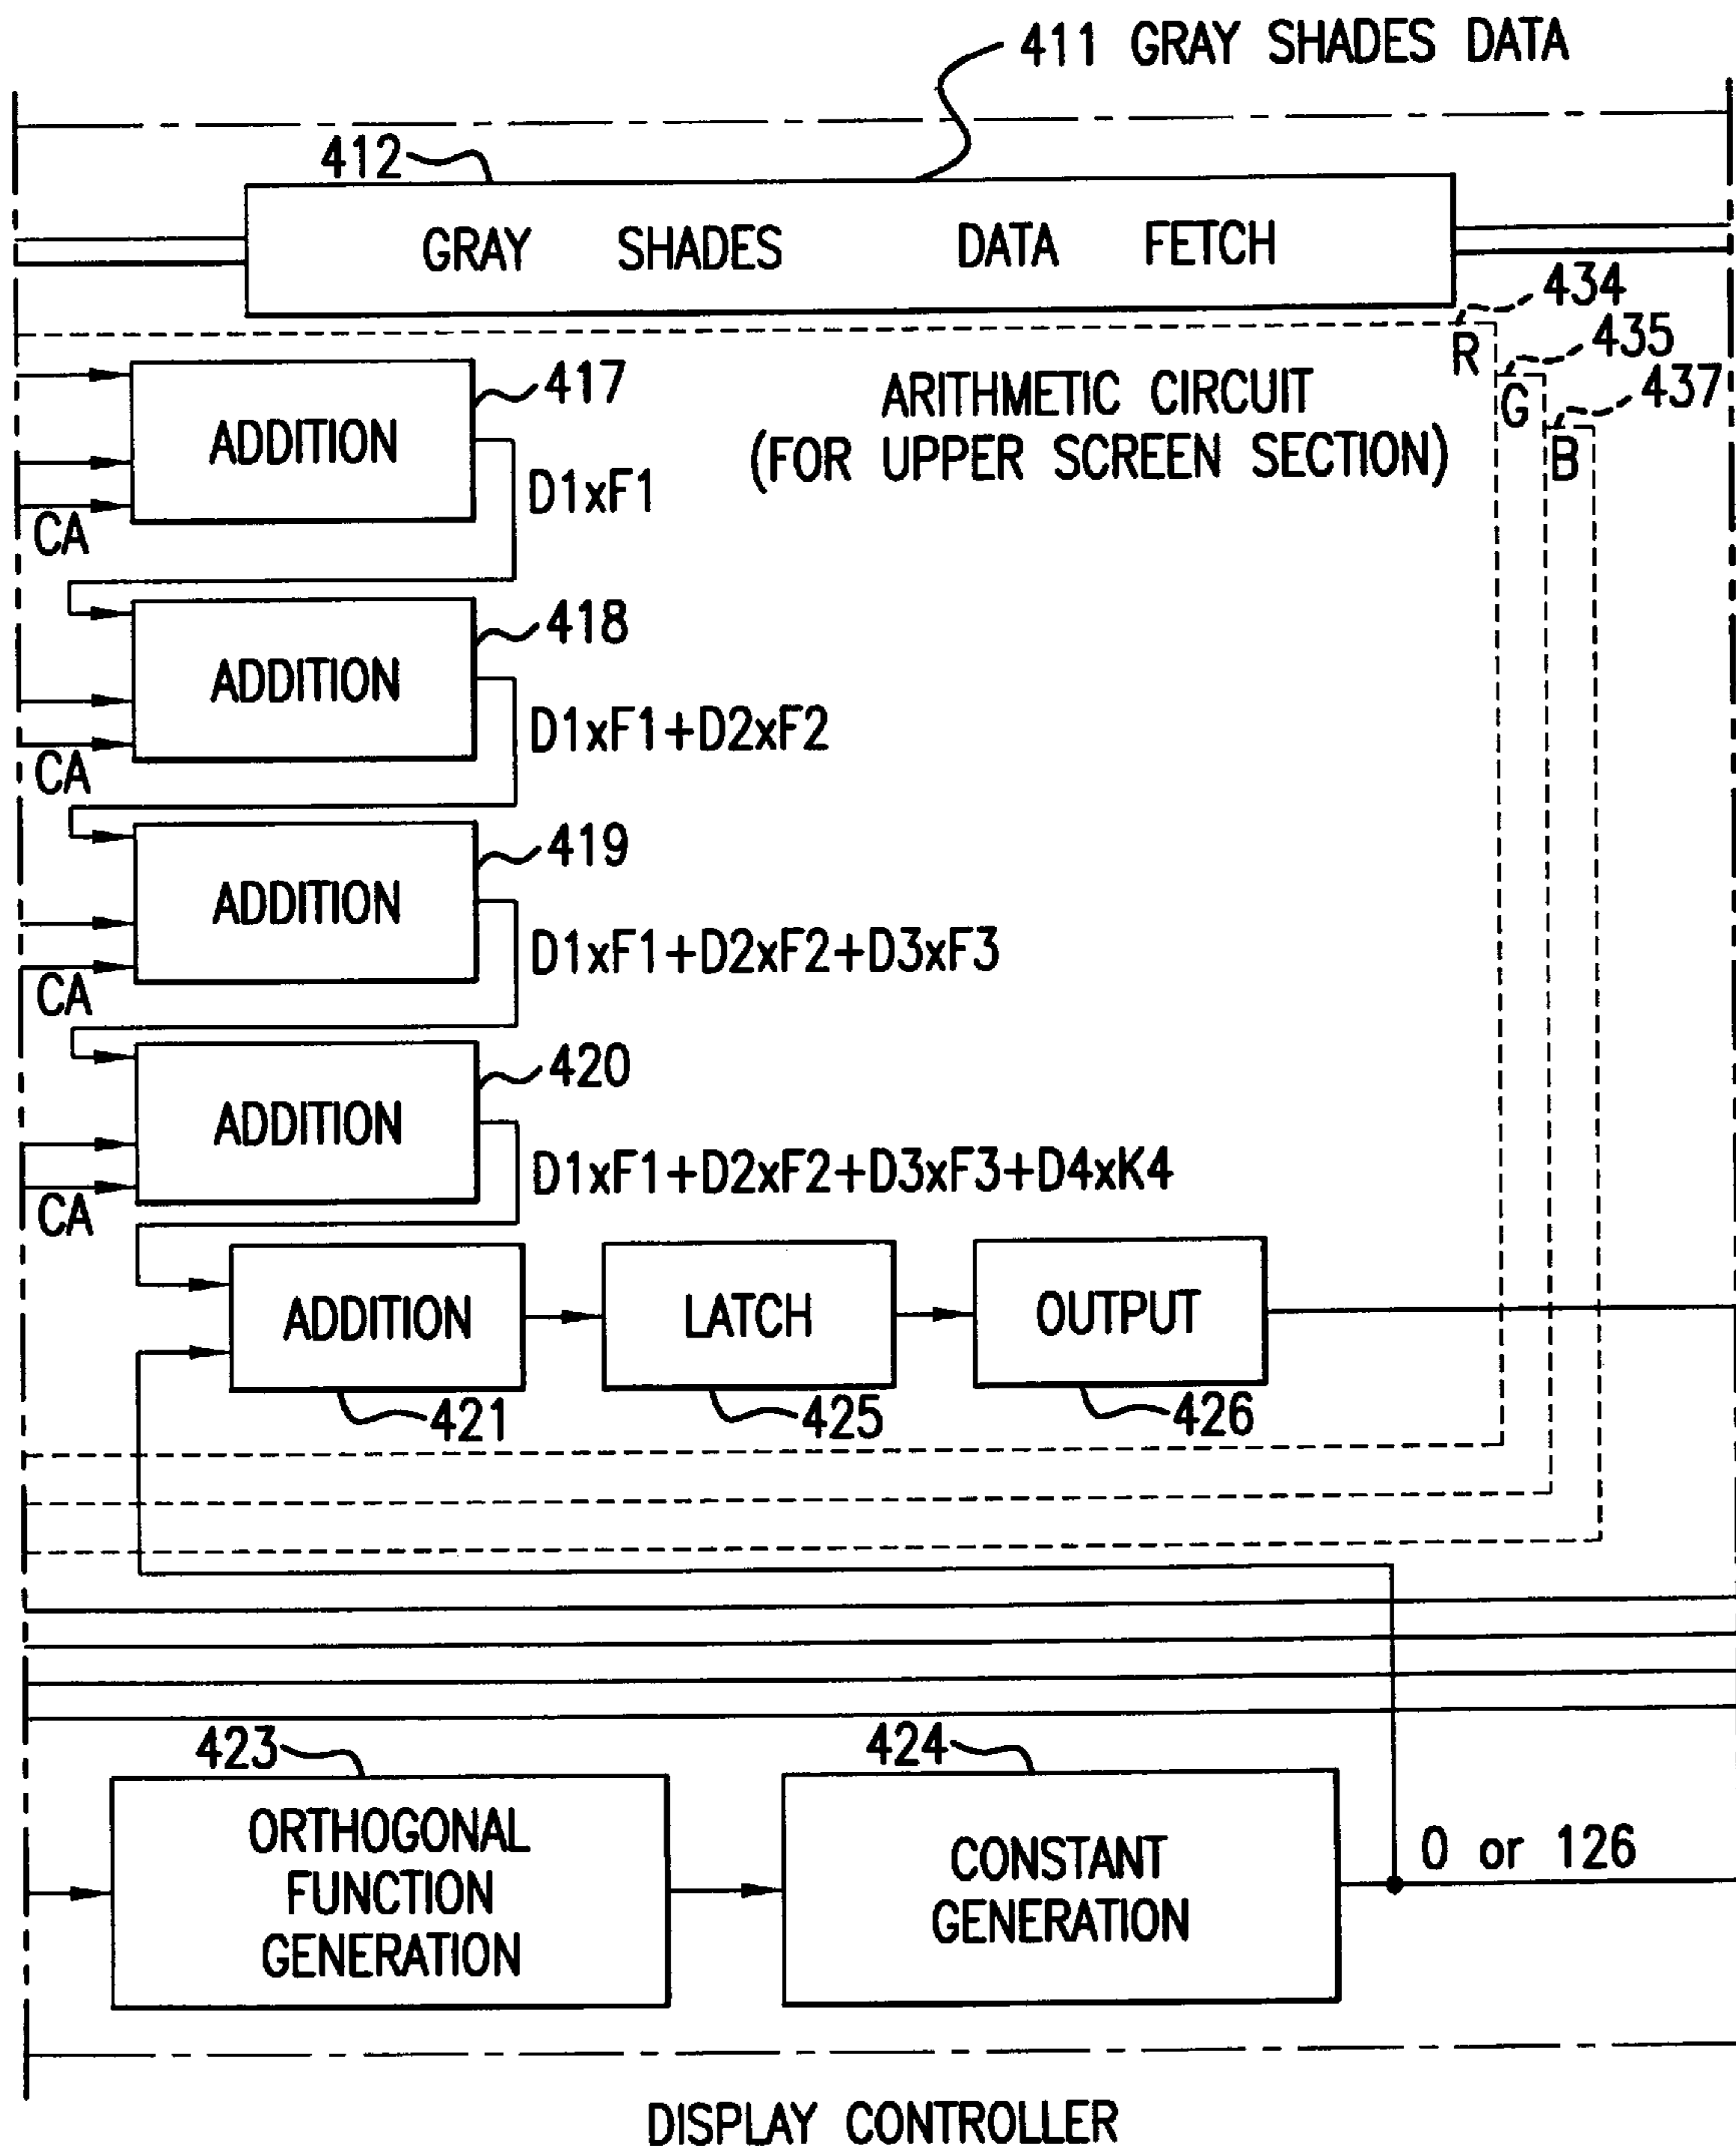 411 GRAY SHADES DATA
412
GRAY SHADES DATA FETCH
434
R
435
G
437
B
ARITHMETIC CIRCUIT
(FOR UPPER SCREEN SECTION)
ADDITION
417
CA
D1xF1
ADDITION
418
CA
D1xF1+D2xF2
ADDITION
419
CA
D1xF1+D2xF2+D3xF3
ADDITION
420
CA
D1xF1+D2xF2+D3xF3+D4xK4
ADDITION
LATCH
OUTPUT
421
425
426
423
424
ORTHOGONAL
FUNCTION
GENERATION
CONSTANT
GENERATION
0 or 126
DISPLAY CONTROLLER